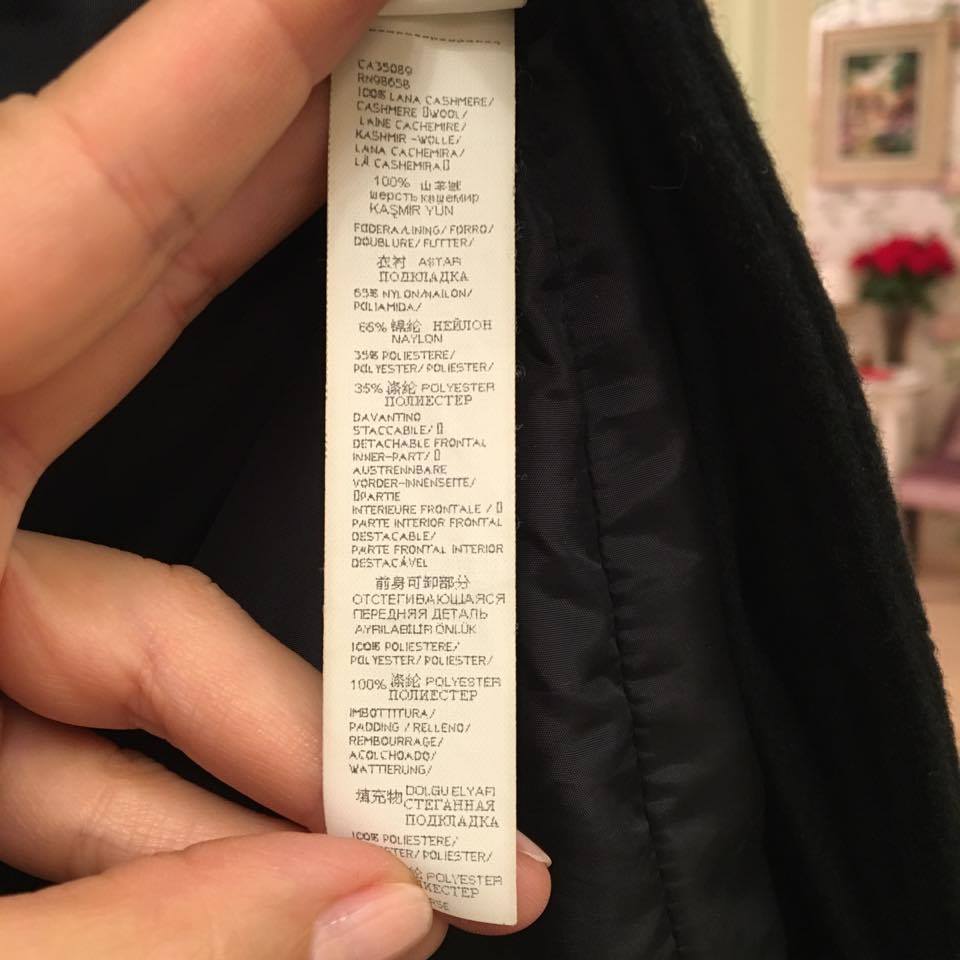 CA35089
RN98658
100% LANA CASHMERE/
CASHMERE ▯WOOL/
LAINE CACHEMIRE/
KASHMIR -WOLLE/
LANA CACHEMIRA/
LÃ CASHEMIRA▯
100% 山羊绒
шерсть кашемир
KAŞMIR YÜN
FODERA/LINING/ FORRO/
DOUBLURE/ FUTTER/
衣衬 ASTAR
ПОДКЛАДКА
65% NYLON/NAILON/
POLIAMIDA/
65% 锦纶 НЕЙЛОН
NAYLON
35% POLIESTERE/
POLYESTER/ POLIESTER/
35% 涤纶 POLYESTER
ПОЛИЕСТЕР
DAVANTINO
STACCABILE/ ▯
DETACHABLE FRONTAL
INNER-PART/ ▯
AUSTRENNBARE
VORDER-INNENSEITE/
▯PARTIE
INTERIEURE FRONTALE / ▯
PARTE INTERIOR FRONTAL
DESTACABLE/
PARTE FRONTAL INTERIOR
DESTACÁVEL
前身可卸部分
ОТСТЕГИВАЮЩАЯСЯ
ПЕРЕДНЯЯ ДЕТАЛЬ
AYRILABİLİR ÖNLÜK
100% POLIESTERE/
POLYESTER/ POLIESTER/
100% 涤纶 POLYESTER
ПОЛИЕСТЕР
IMBOTTITURA/
PADDING / RELLENO/
REMBOURRAGE/
ACOLCHOADO/
WATTIERUNG/
填充物 DOLGU ELYAFI
СТЕГАННАЯ
ПОДКЛАДКА
100% POLIESTERE/
POLIESTER/
纶 POLYESTER